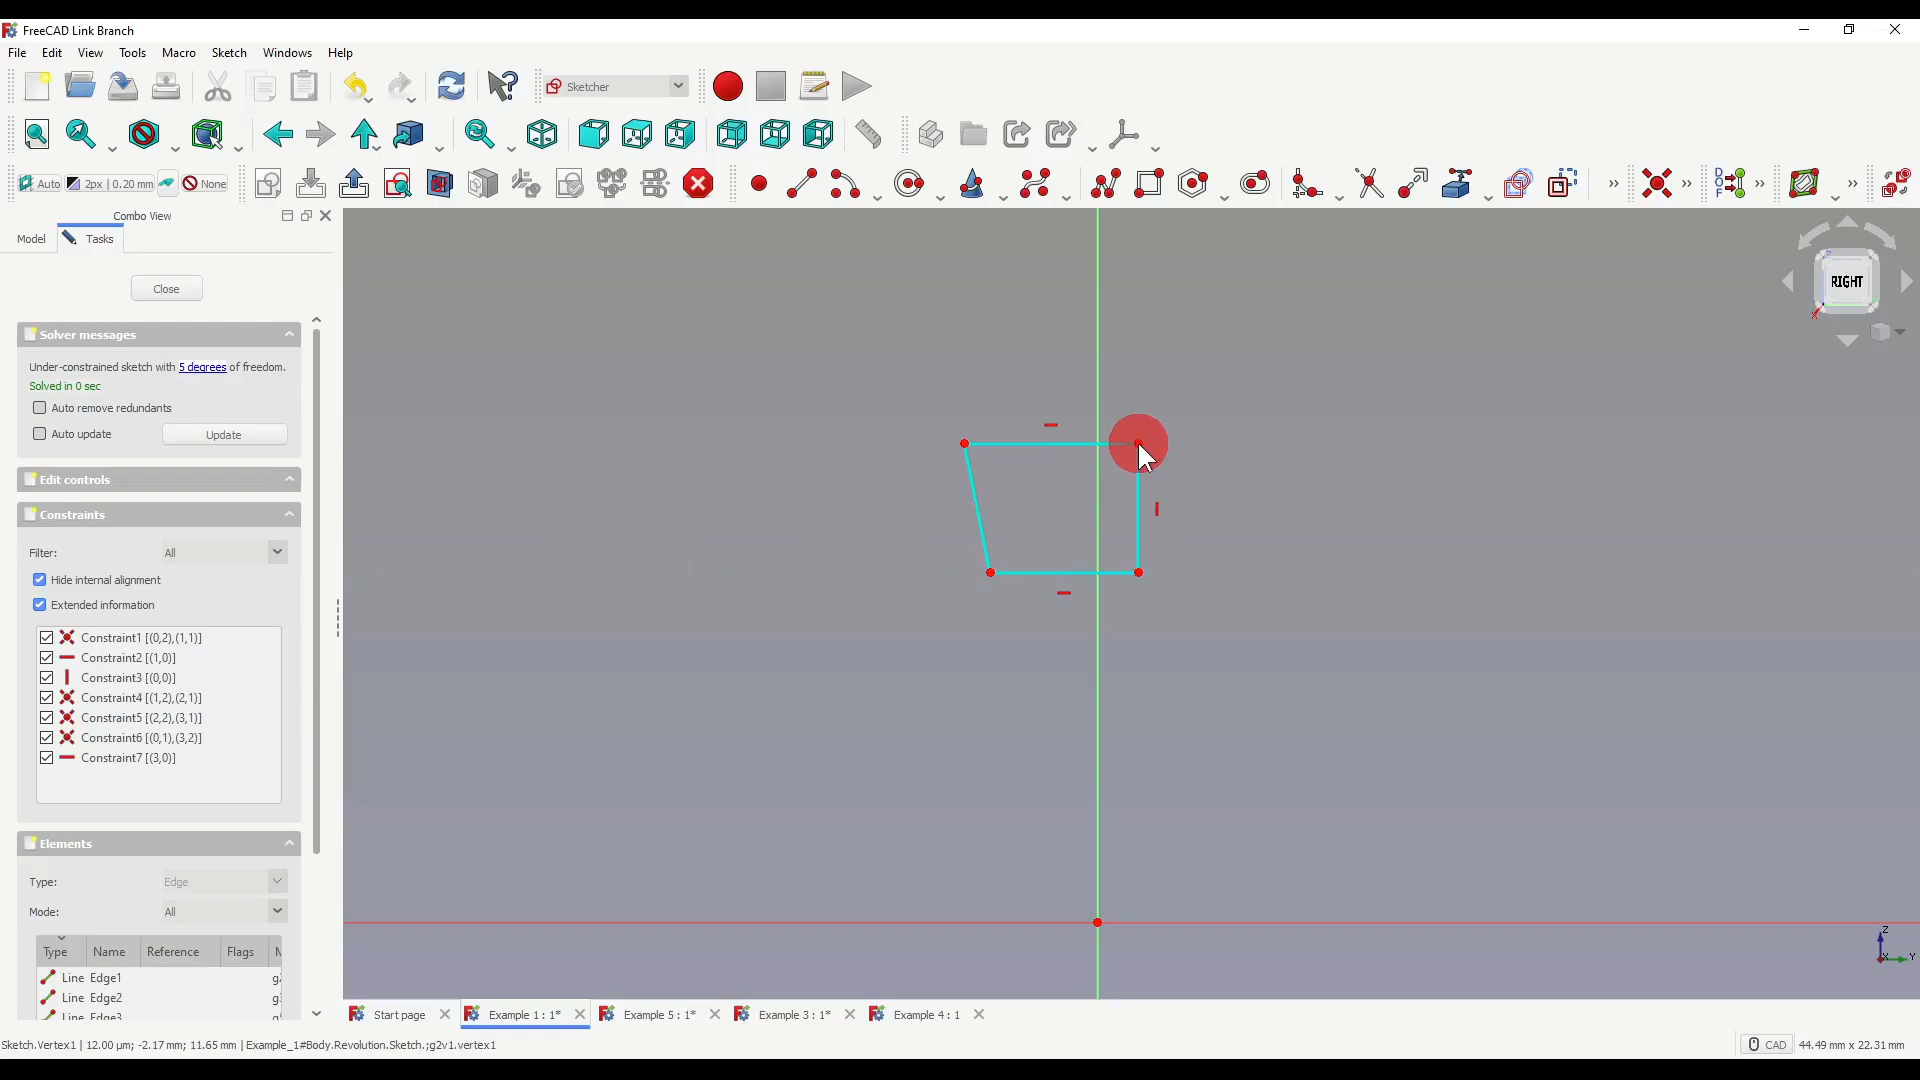 FreeCAD Link Branch
File Edit View Tools Macro Sketch Windows Help
Sketcher
Auto 2px | 0.20 mm None
Combo View
Model Tasks
Close
Solver messages
Under-constrained sketch with 5 degrees of freedom.
Solved in 0 sec
Auto remove redundants
Auto update Update
Edit controls
Constraints
Filter: All
Hide internal alignment
Extended information
Constraint1 [(0,2),(1,1)]
Constraint2 [(1,0)]
Constraint3 [(0,0)]
Constraint4 [(1,2),(2,1)]
Constraint5 [(2,2),(3,1)]
Constraint6 [(0,1),(3,2)]
Constraint7 [(3,0)]
Elements
Type: Edge
Mode: All
Type Name Reference Flags
Line Edge1
Line Edge2
Line Edge3
RIGHT
Z
X
Z
X Y
Start page Example 1 : 1* Example 5 : 1* Example 3 : 1* Example 4 : 1
Sketch.Vertex1 | 12.00 µm; -2.17 mm; 11.65 mm | Example_1#Body.Revolution.Sketch.;g2v1.vertex1
CAD 44.49 mm x 22.31 mm